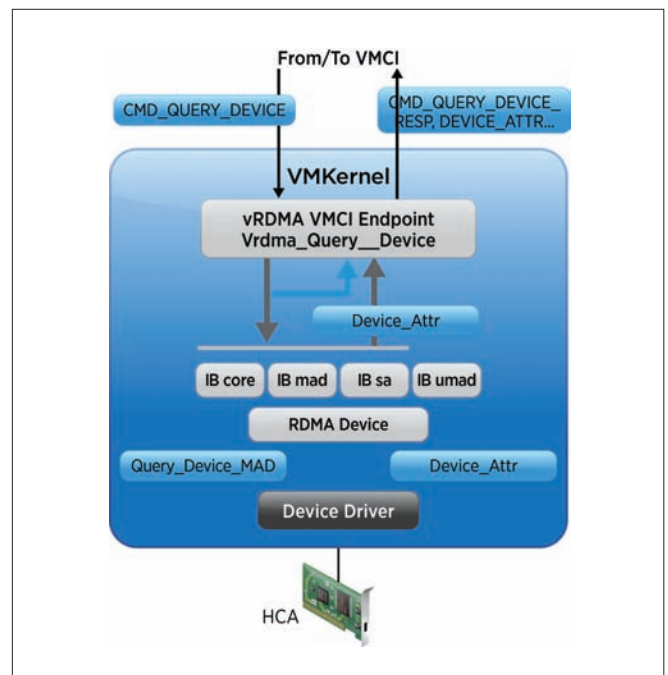 From/To VMCI
CMD_QUERY_DEVICE
CMD_QUERY_DEVICE_
RESP, DEVICE_ATTR...
VMKernel
vRDMA VMCI Endpoint
Vrdma_Query__Device
Device_Attr
IB core
IB mad
IB sa
IB umad
RDMA Device
Query_Device_MAD
Device_Attr
Device Driver
HCA